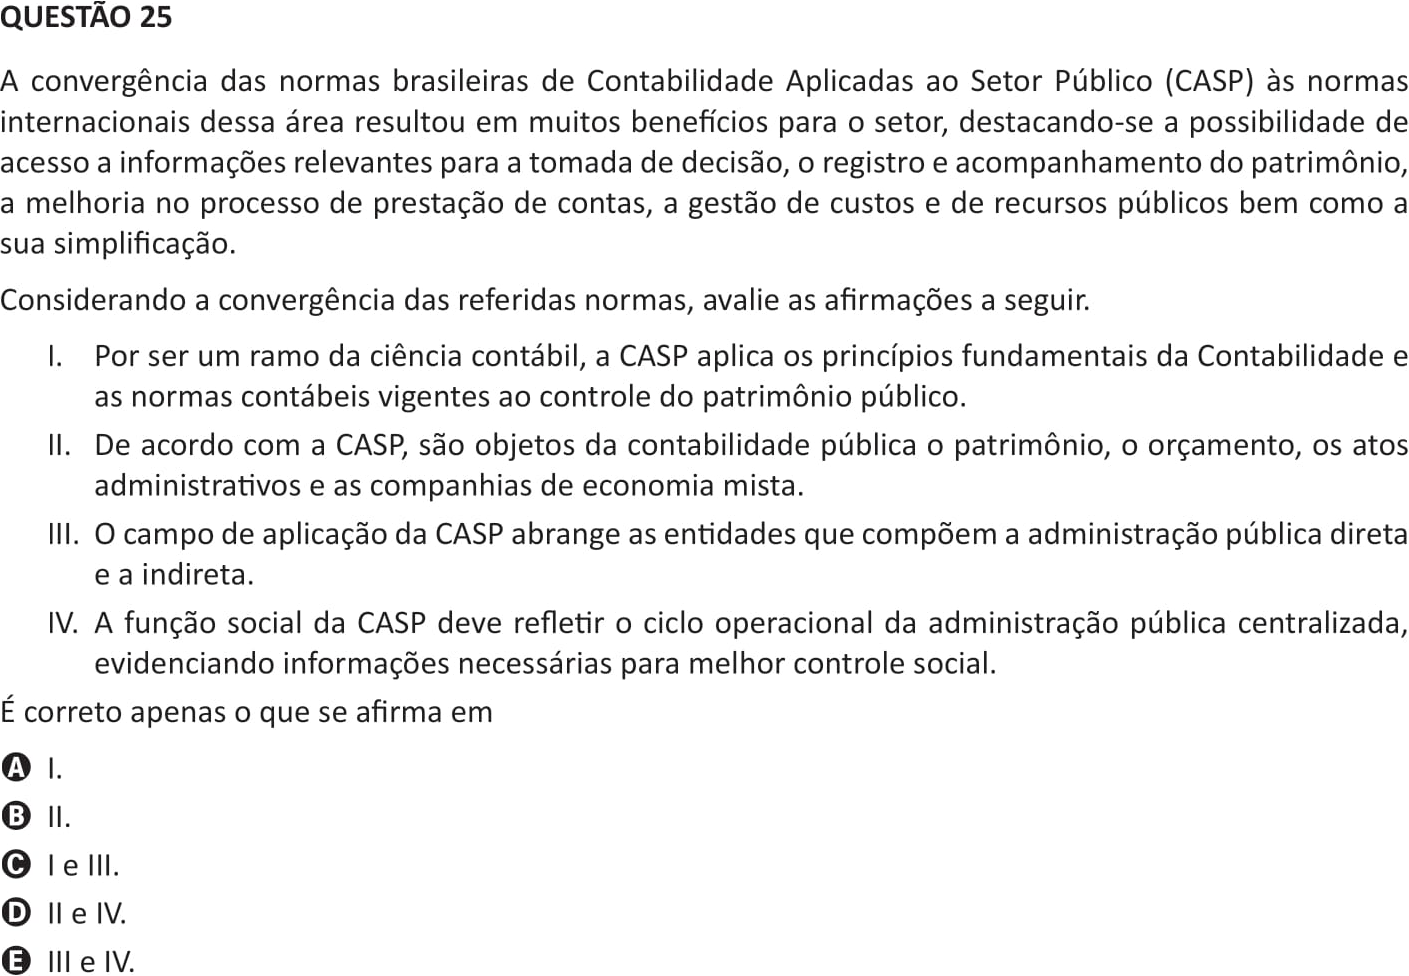 QUESTÃO 25
A convergência das normas brasileiras de Contabilidade Aplicadas ao Setor Público (CASP) às normas
internacionais dessa área resultou em muitos benefícios para o setor, destacando-se a possibilidade de
acesso a informações relevantes para a tomada de decisão, o registro e acompanhamento do patrimônio,
a melhoria no processo de prestação de contas, a gestão de custos e de recursos públicos bem como a
sua simplificação.
Considerando a convergência das referidas normas, avalie as afirmações a seguir.
I. Por ser um ramo da ciência contábil, a CASP aplica os princípios fundamentais da Contabilidade e
as normas contábeis vigentes ao controle do patrimônio público.
II. De acordo com a CASP, são objetos da contabilidade pública o patrimônio, o orçamento, os atos
administrativos e as companhias de economia mista.
III. O campo de aplicação da CASP abrange as entidades que compõem a administração pública direta
e a indireta.
IV. A função social da CASP deve refletir o ciclo operacional da administração pública centralizada,
evidenciando informações necessárias para melhor controle social.
É correto apenas o que se afirma em
A I.
B II.
C I e III.
D II e IV.
E III e IV.